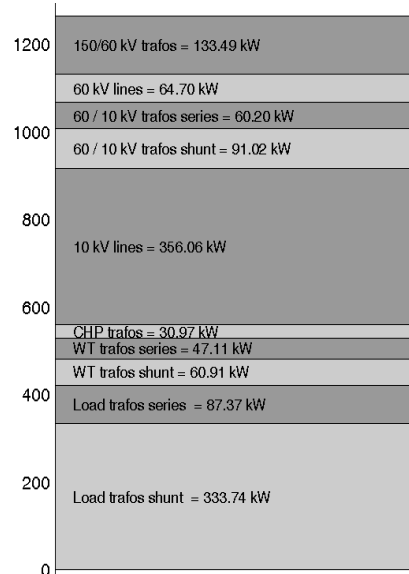 1200
150/60 kV trafos = 133.49 kW
60 kV lines = 64.70 kW
60 / 10 kV trafos series = 60.20 kW
1000
60 / 10 kV trafos shunt = 91.02 kW
800
10 kV lines = 356.06 kW
600
CHP trafos = 30.97 kW
WT trafos series = 47.11 kW
WT trafos shunt = 60.91 kW
400
Load trafos series  = 87.37 kW
200
Load trafos shunt  = 333.74 kW
0